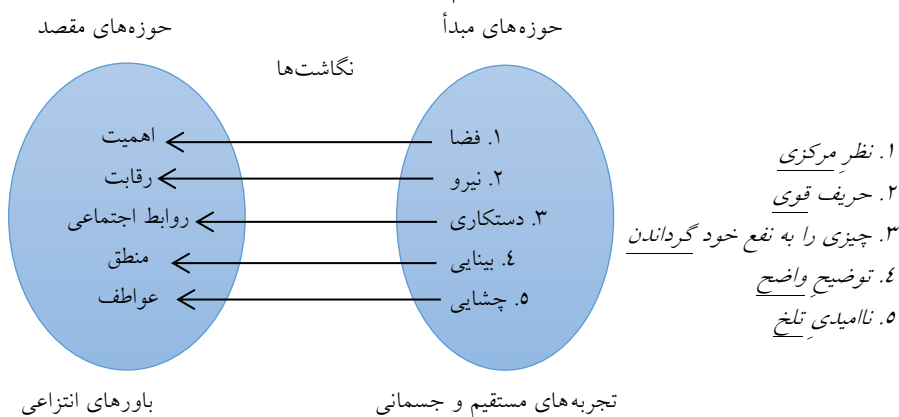 حوزه‌های مبدأ
حوزه‌های مقصد
نگاشت‌ها
۱. نظرِ مرکزی
۲. حریف قوی
۳. چیزی را به نفع خود گرداندن
۴. توضیحِ واضح
۵. ناامیدیِ تلخ
۱. فضا
۲. نیرو
۳. دستکاری
۴. بینایی
۵. چشایی
اهمیت
رقابت
روابط اجتماعی
منطق
عواطف
تجربه‌های مستقیم و جسمانی
باورهای انتزاعی